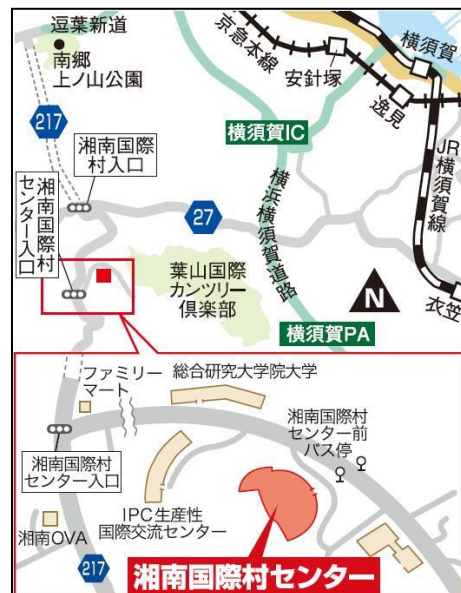 逗葉新道
南郷
上ノ山公園
217
湘南国際
村入口
湘南国際村
センター入口
27
京急本線
安針塚
横須賀
逸見
横須賀IC
横浜横須賀道路
JR横須賀線
衣笠
葉山国際
カンツリー
倶楽部
N
横須賀PA
ファミリー
マート
総合研究大学院大学
湘南国際村
センター前
バス停
湘南国際村
センター入口
IPC生産性
国際交流センター
湘南OVA
217
湘南国際村センター